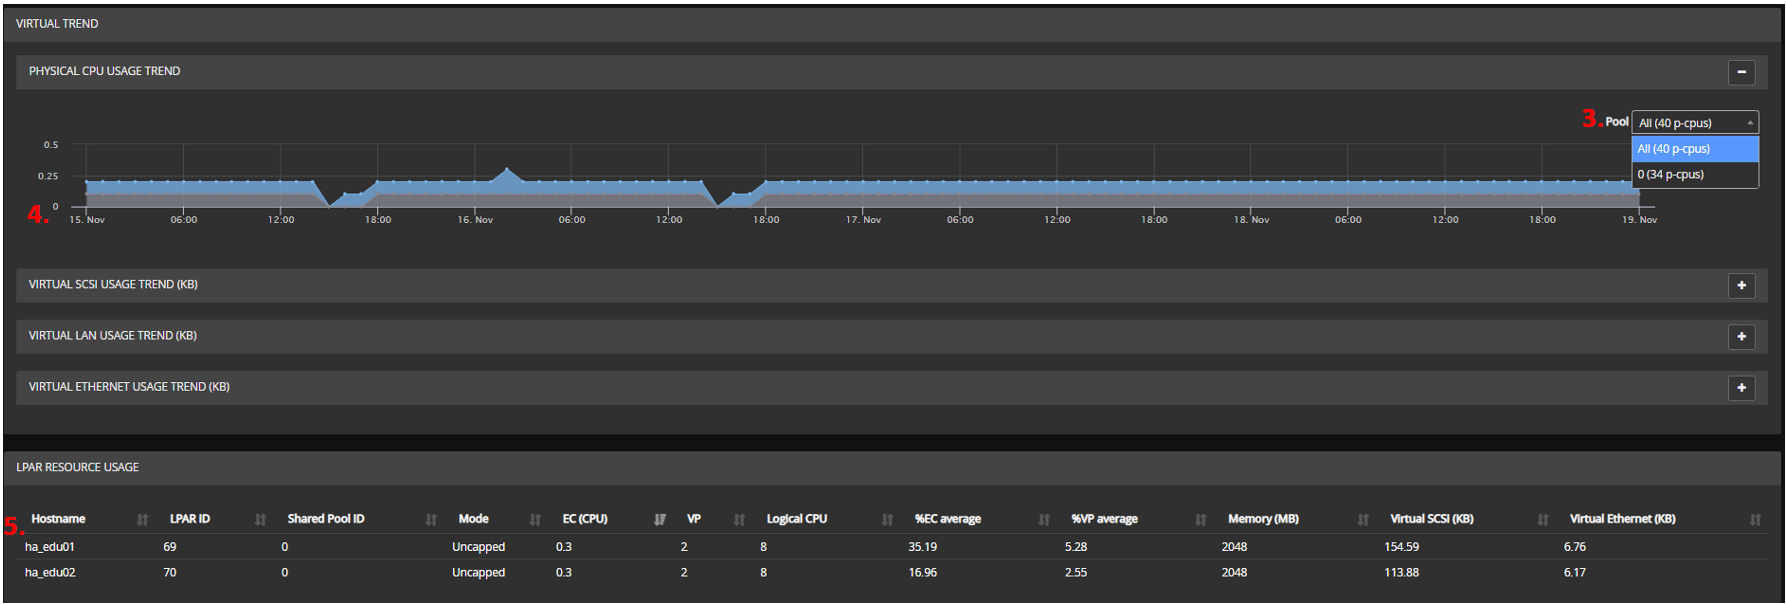 VIRTUAL TREND
PHYSICAL CPU USAGE TREND
3. Pool All (40 p-cpus)
All (40 p-cpus)
0 (34 p-cpus)
0.5
0.25
0
4.
15. Nov 06:00 12:00 18:00 16. Nov 06:00 12:00 18:00 17. Nov 06:00 12:00 18:00 18. Nov 06:00 12:00 18:00 19. Nov
VIRTUAL SCSI USAGE TREND (KB)
VIRTUAL LAN USAGE TREND (KB)
VIRTUAL ETHERNET USAGE TREND (KB)
LPAR RESOURCE USAGE
5. Hostname LPAR ID Shared Pool ID Mode EC (CPU) VP Logical CPU %EC average %VP average Memory (MB) Virtual SCSI (KB) Virtual Ethernet (KB)
ha_edu01 69 0 Uncapped 0.3 2 8 35.19 5.28 2048 154.59 6.76
ha_edu02 70 0 Uncapped 0.3 2 8 16.96 2.55 2048 113.88 6.17